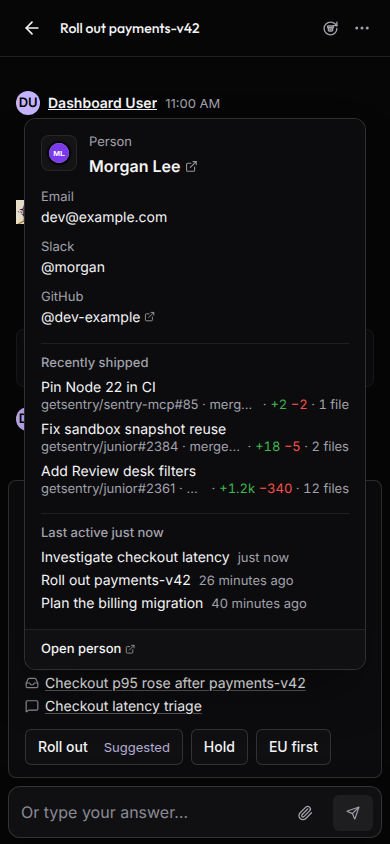 Roll out payments-v42
DU Dashboard User 11:00 AM
Person
ML Morgan Lee
Email
dev@example.com
Slack
@morgan
GitHub
@dev-example
Recently shipped
Pin Node 22 in CI
getsentry/sentry-mcp#85 · merg... · +2 −2 · 1 file
Fix sandbox snapshot reuse
getsentry/junior#2384 · merge... · +18 −5 · 2 files
Add Review desk filters
getsentry/junior#2361 · ... · +1.2k −340 · 12 files
Last active just now
Investigate checkout latency just now
Roll out payments-v42 26 minutes ago
Plan the billing migration 40 minutes ago
Open person
Checkout p95 rose after payments-v42
Checkout latency triage
Roll out Suggested Hold EU first
Or type your answer...